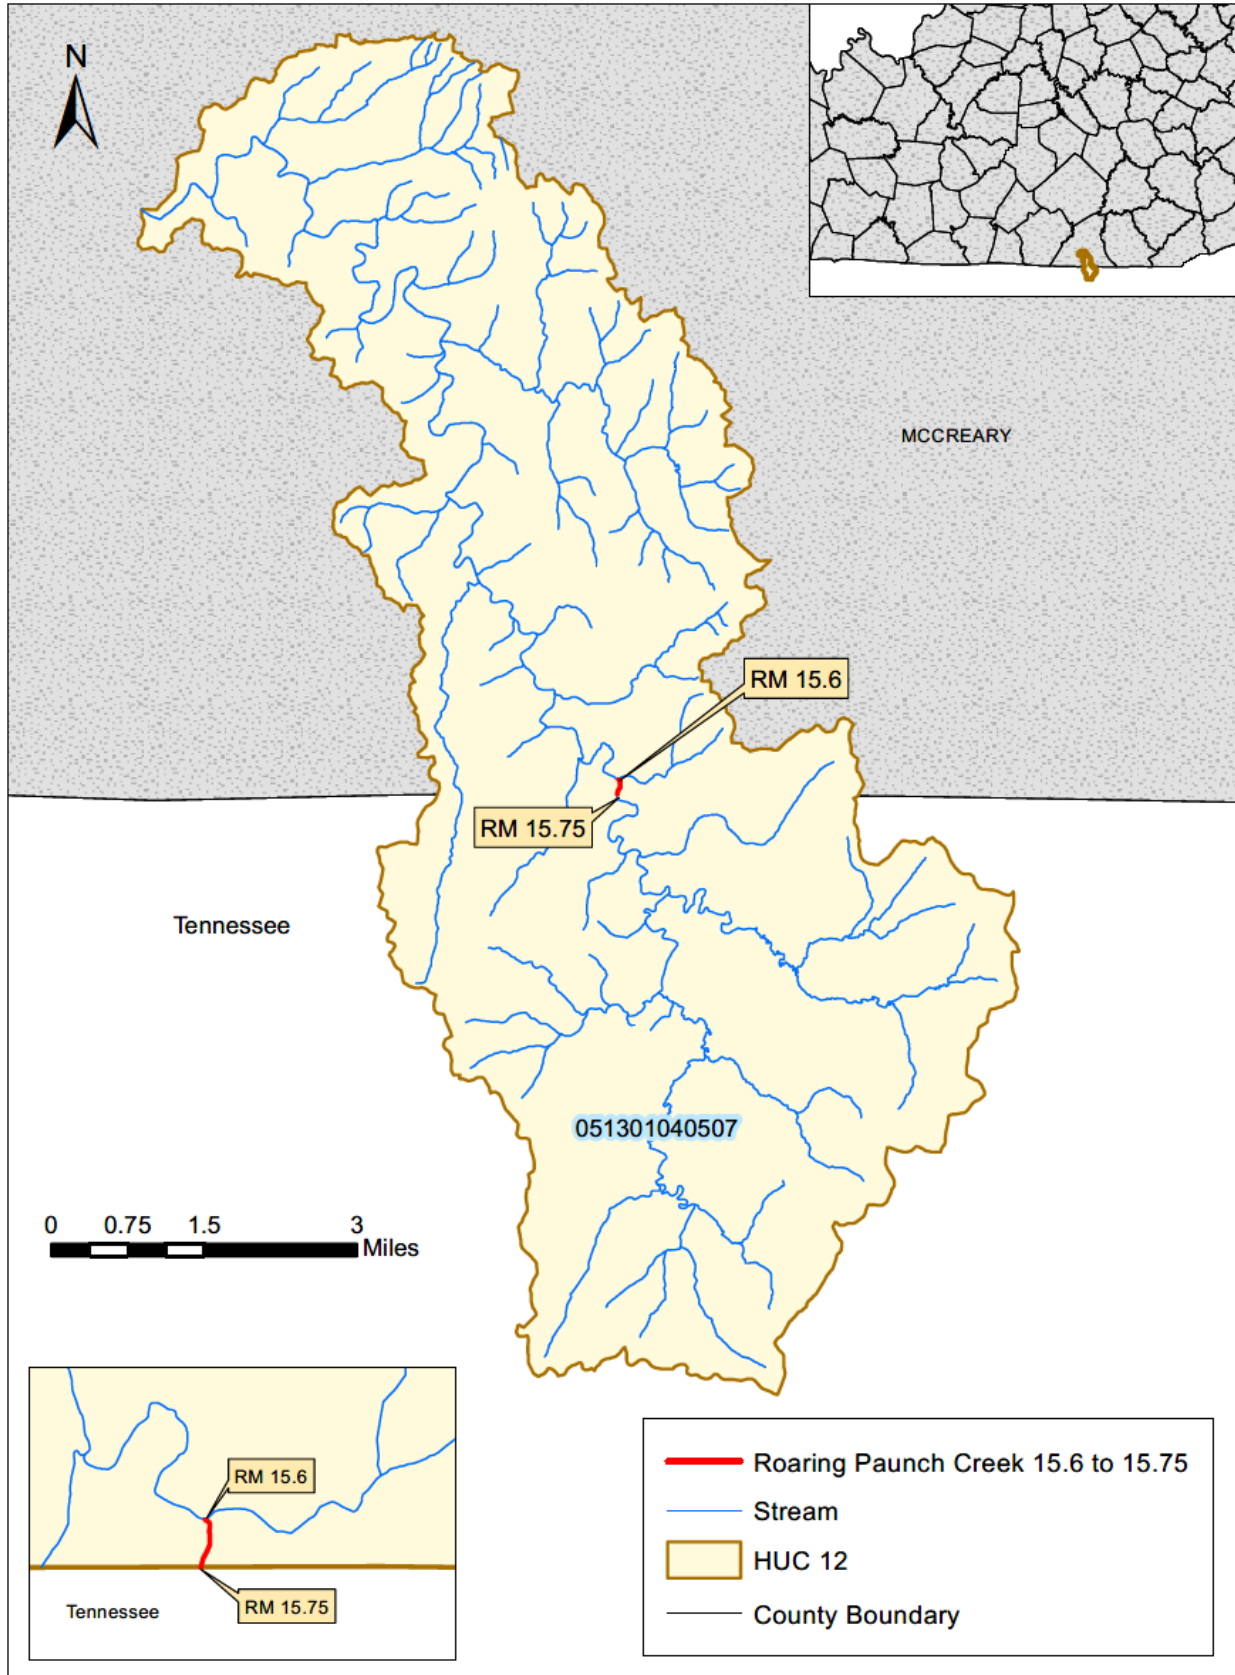 N
MCCREARY
RM 15.6
RM 15.75
Tennessee
051301040507
0 0.75 1.5 3
Miles
RM 15.6
RM 15.75
Tennessee
Roaring Paunch Creek 15.6 to 15.75
Stream
HUC 12
County Boundary